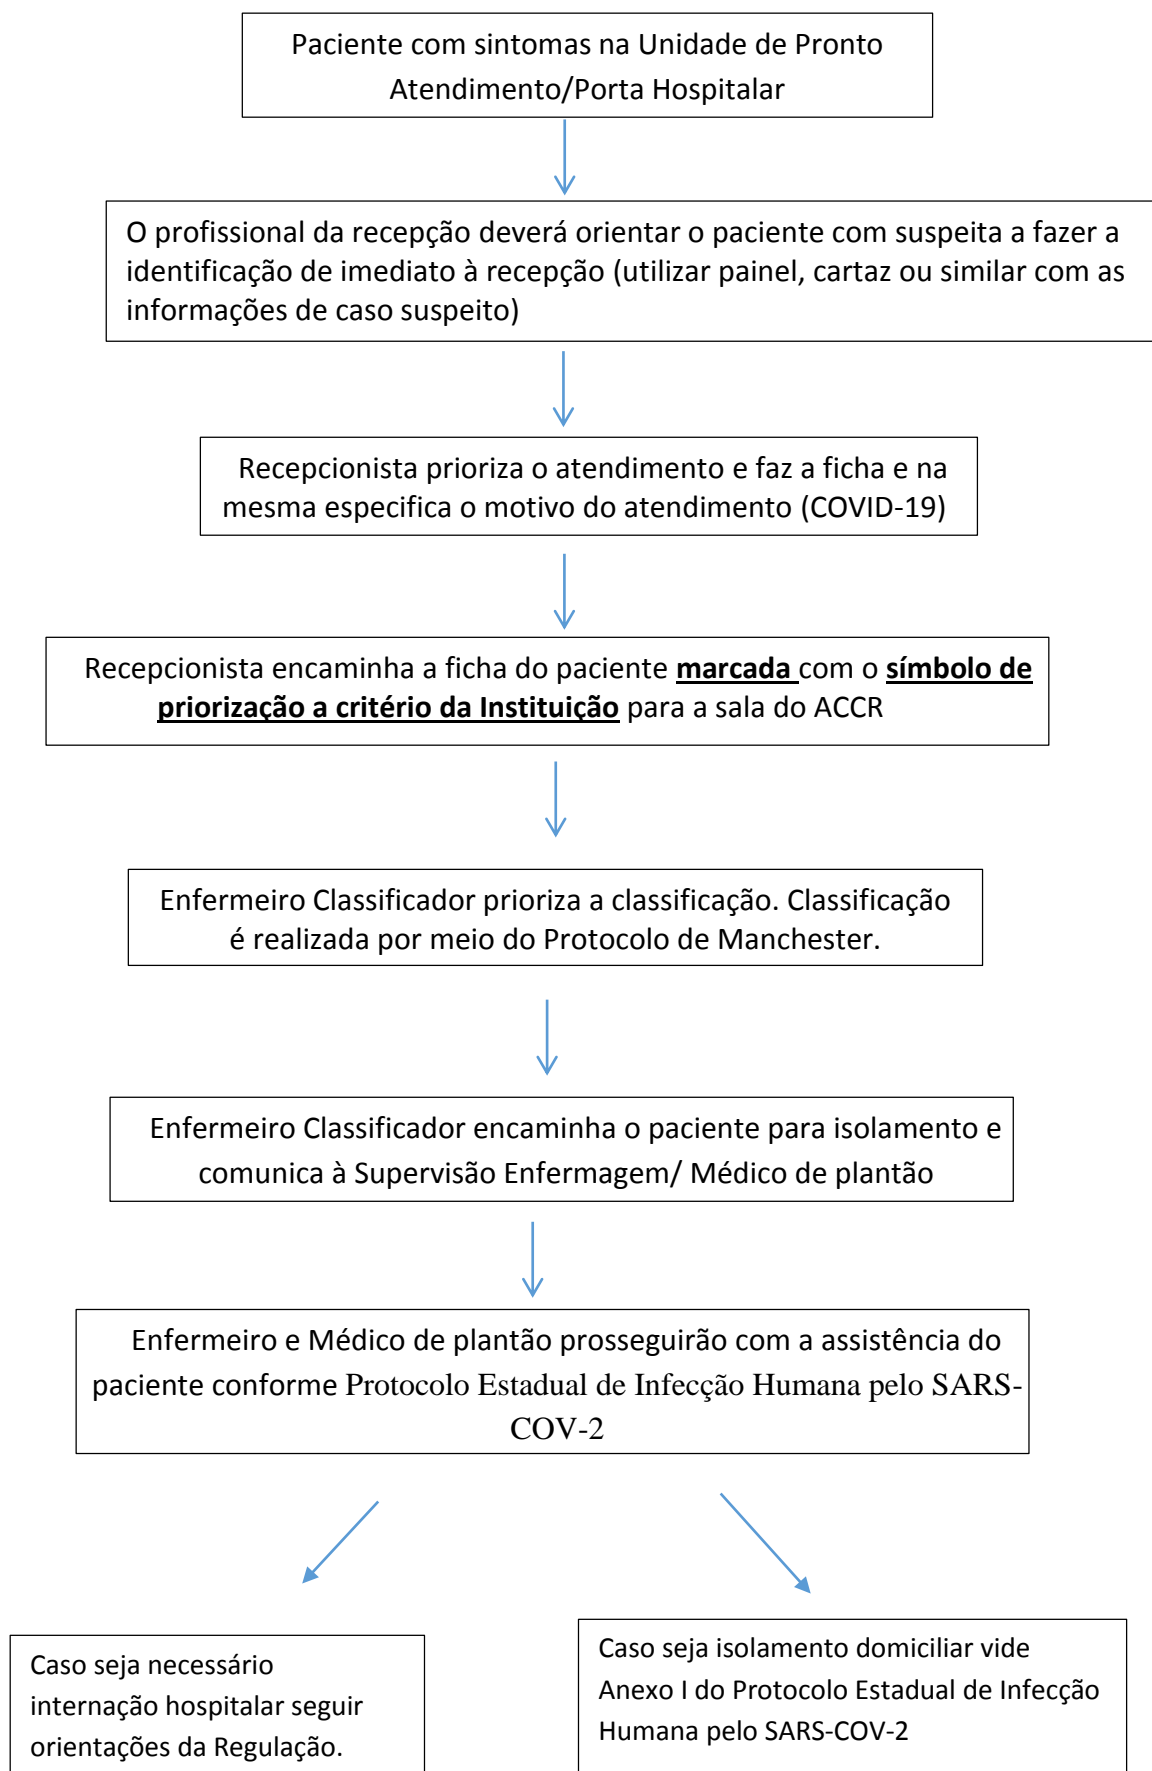 Paciente com sintomas na Unidade de Pronto
Atendimento/Porta Hospitalar
O profissional da recepção deverá orientar o paciente com suspeita a fazer a
identificação de imediato à recepção (utilizar painel, cartaz ou similar com as
informações de caso suspeito)
Recepcionista prioriza o atendimento e faz a ficha e na
mesma especifica o motivo do atendimento (COVID-19)
Recepcionista encaminha a ficha do paciente marcada com o símbolo de
priorização a critério da Instituição para a sala do ACCR
Enfermeiro Classificador prioriza a classificação. Classificação
é realizada por meio do Protocolo de Manchester.
Enfermeiro Classificador encaminha o paciente para isolamento e
comunica à Supervisão Enfermagem/ Médico de plantão
Enfermeiro e Médico de plantão prosseguirão com a assistência do
paciente conforme Protocolo Estadual de Infecção Humana pelo SARS-
COV-2
Caso seja necessário
internação hospitalar seguir
orientações da Regulação.
Caso seja isolamento domiciliar vide
Anexo I do Protocolo Estadual de Infecção
Humana pelo SARS-COV-2